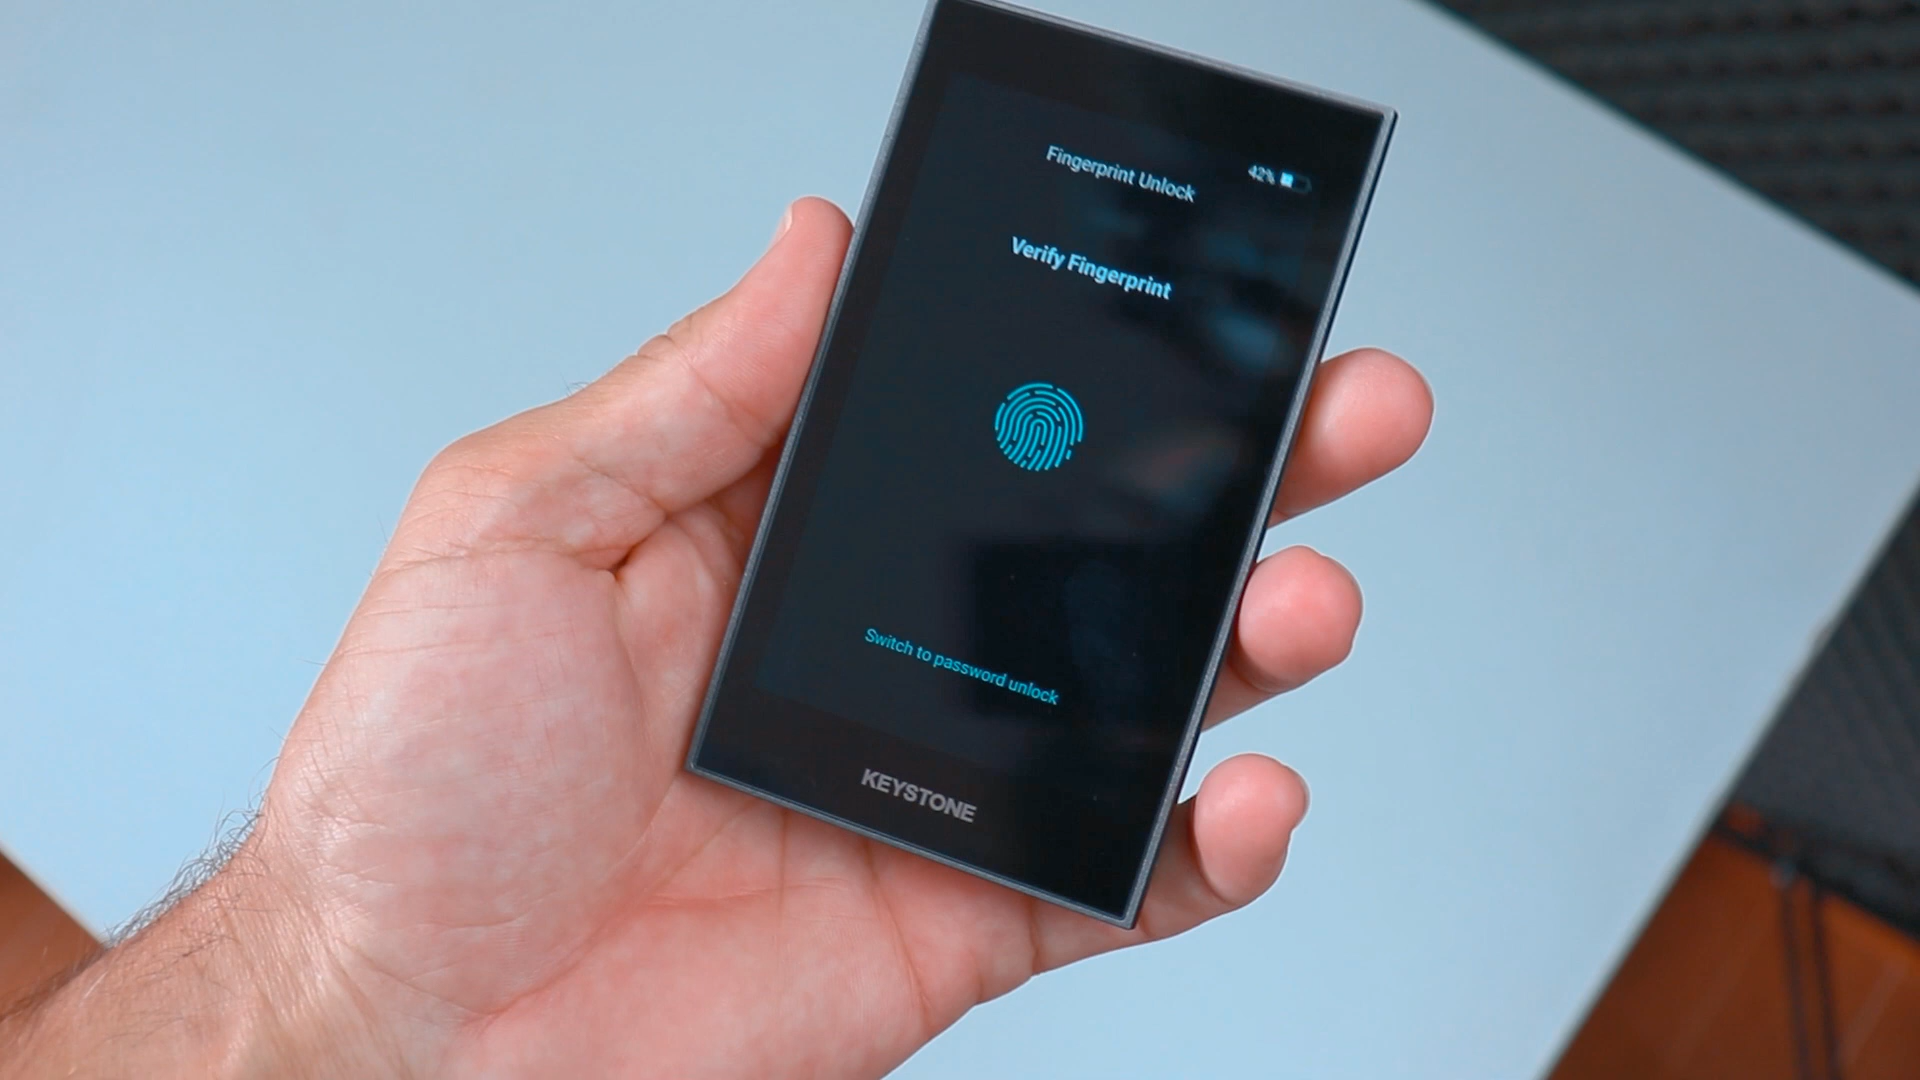 Fingerprint Unlock
42%
Verify Fingerprint
Switch to password unlock
KEYSTONE